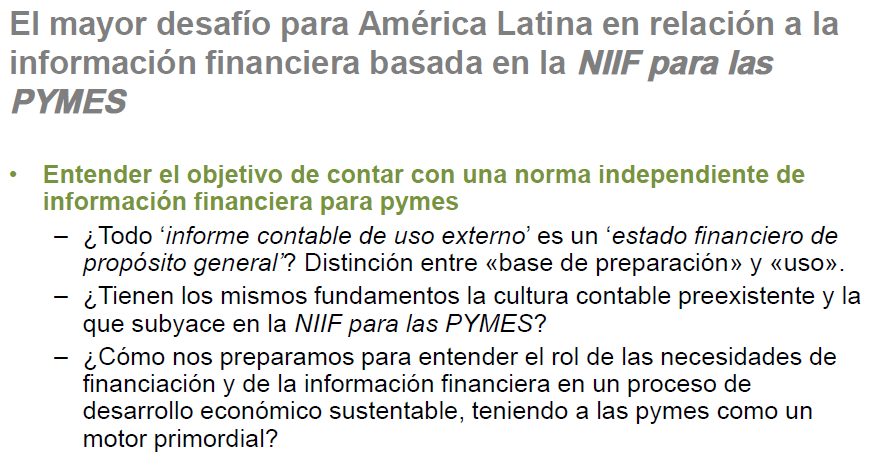 El mayor desafío para América Latina en relación a la
información financiera basada en la NIIF para las
PYMES
• Entender el objetivo de contar con una norma independiente de
información financiera para pymes
– ¿Todo ‘informe contable de uso externo’ es un ‘estado financiero de
propósito general’? Distinción entre «base de preparación» y «uso».
– ¿Tienen los mismos fundamentos la cultura contable preexistente y la
que subyace en la NIIF para las PYMES?
– ¿Cómo nos preparamos para entender el rol de las necesidades de
financiación y de la información financiera en un proceso de
desarrollo económico sustentable, teniendo a las pymes como un
motor primordial?